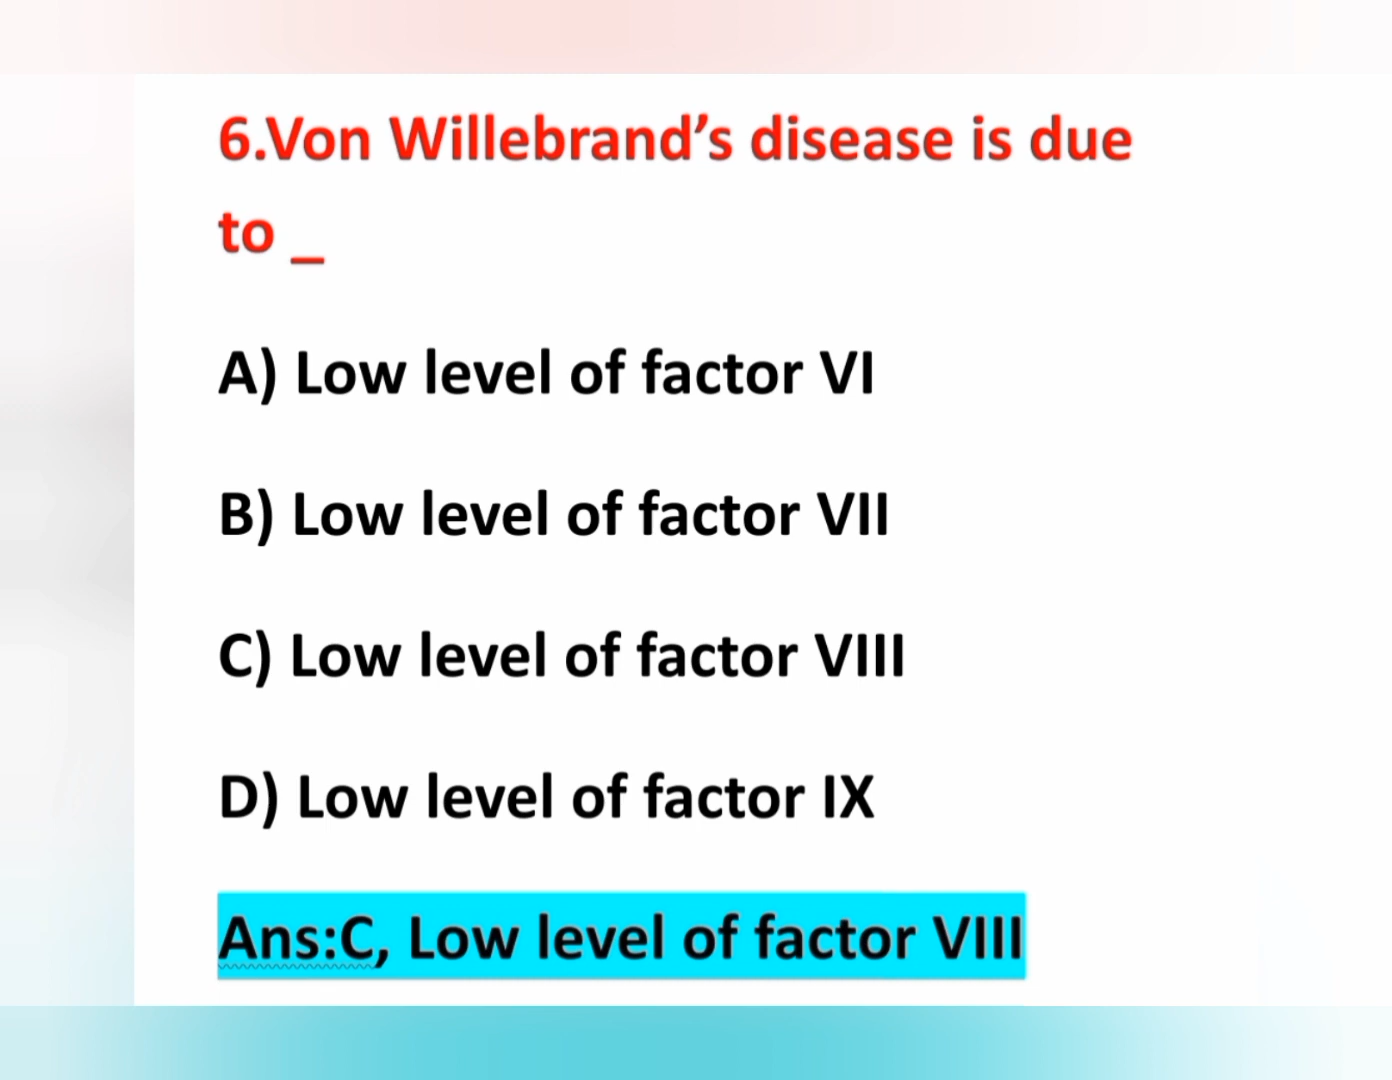 6.Von Willebrand’s disease is due
to _
A) Low level of factor VI
B) Low level of factor VII
C) Low level of factor VIII
D) Low level of factor IX
Ans:C, Low level of factor VIII